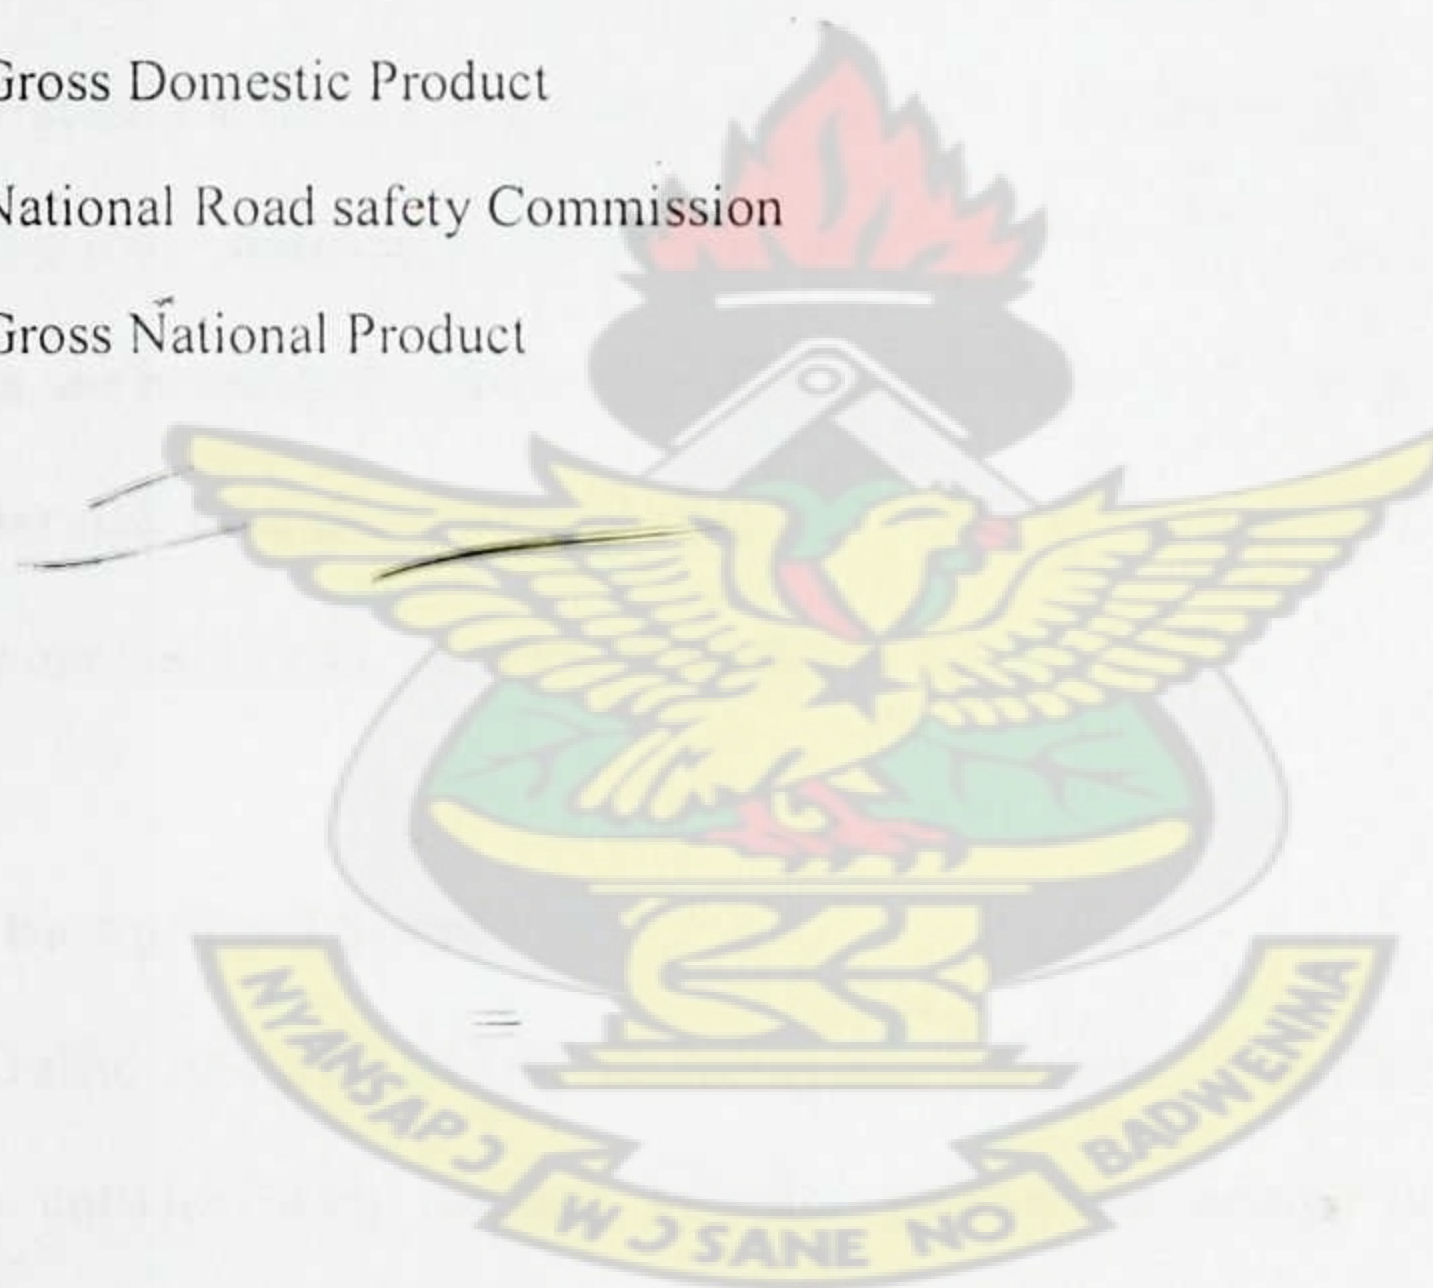 Gross Domestic Product
National Road safety Commission
Gross National Product
NYANSAPƆ
WƆSANE NO
BADWENMA